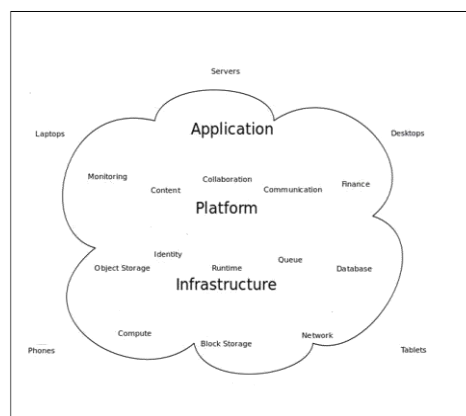 Servers
Laptops
Application
Desktops
Monitoring
Content
Collaboration
Communication
Finance
Platform
Identity
Object Storage
Runtime
Queue
Database
Infrastructure
Compute
Block Storage
Network
Phones
Tablets